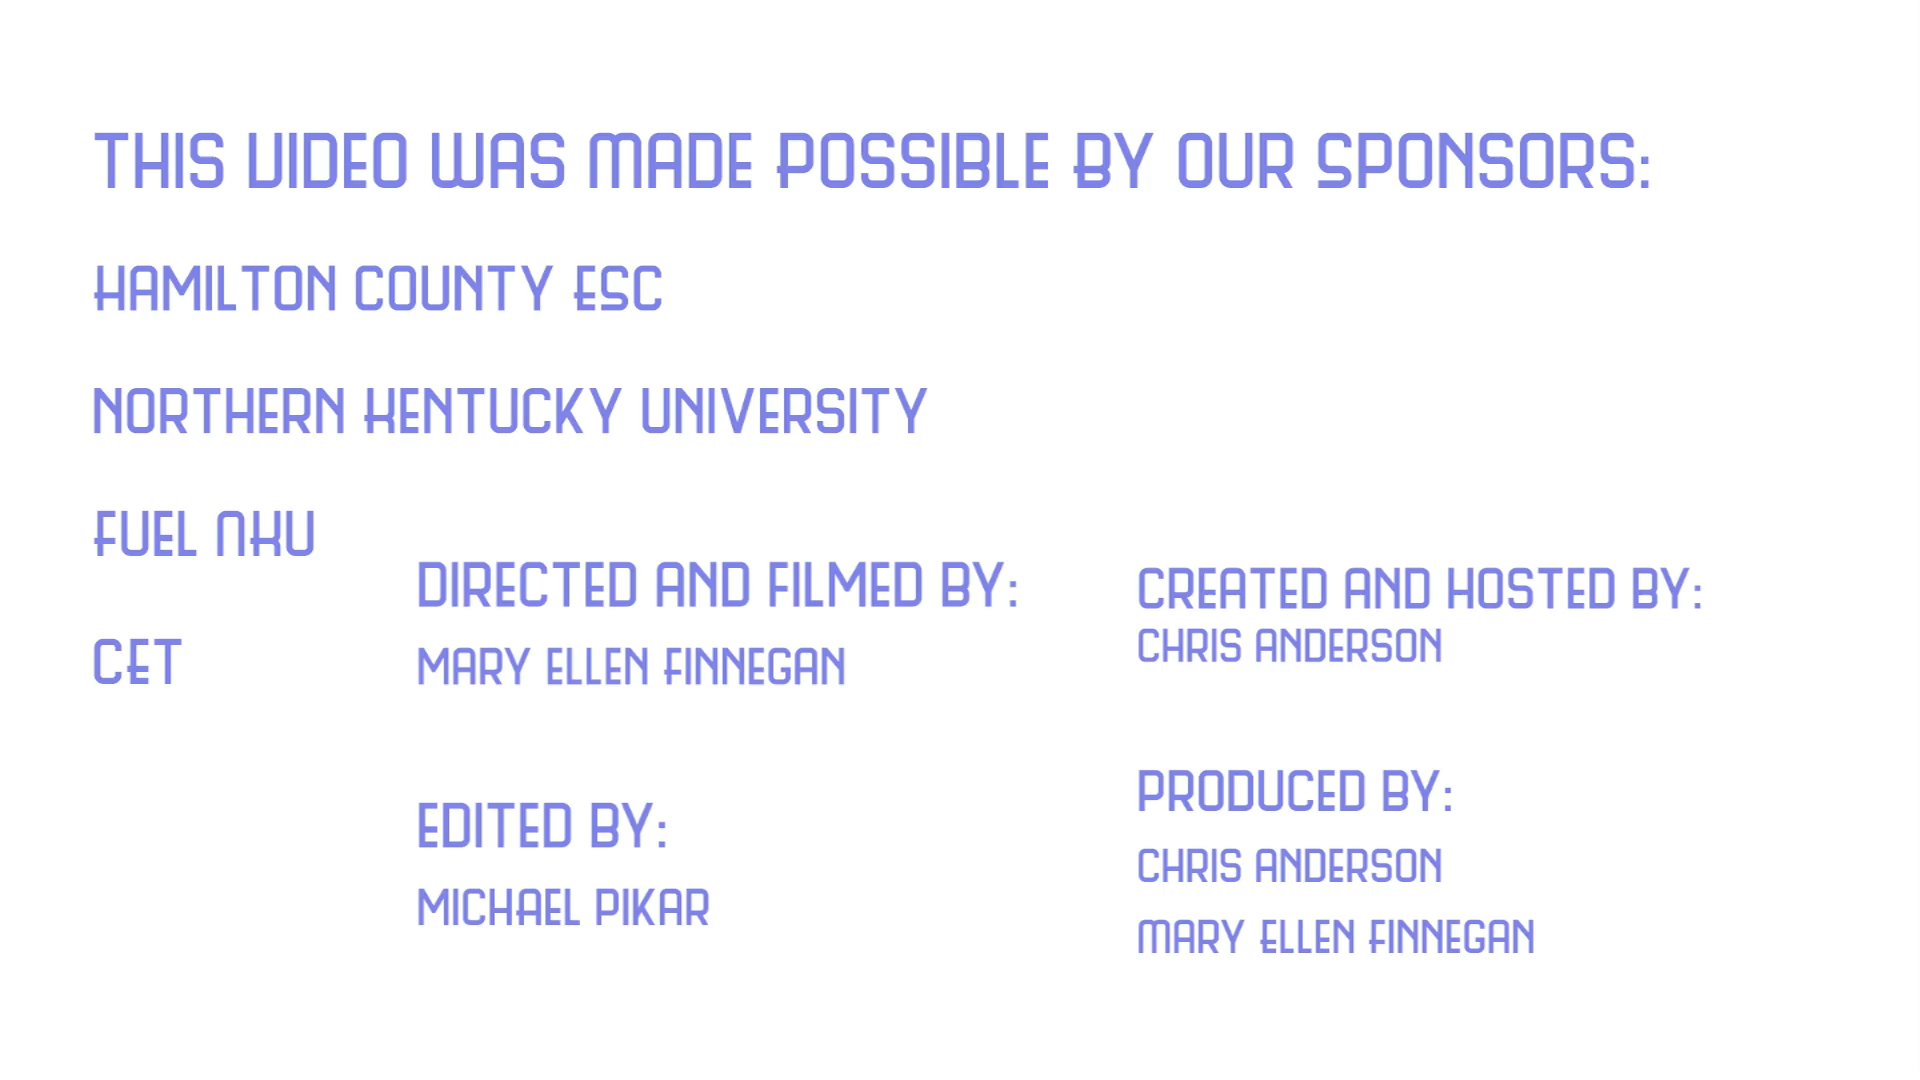 THIS VIDEO WAS MADE POSSIBLE BY OUR SPONSORS:
HAMILTON COUNTY ESC
NORTHERN KENTUCKY UNIVERSITY
FUEL NKU
CET
DIRECTED AND FILMED BY:
MARY ELLEN FINNEGAN
EDITED BY:
MICHAEL PIKAR
CREATED AND HOSTED BY:
CHRIS ANDERSON
PRODUCED BY:
CHRIS ANDERSON
MARY ELLEN FINNEGAN